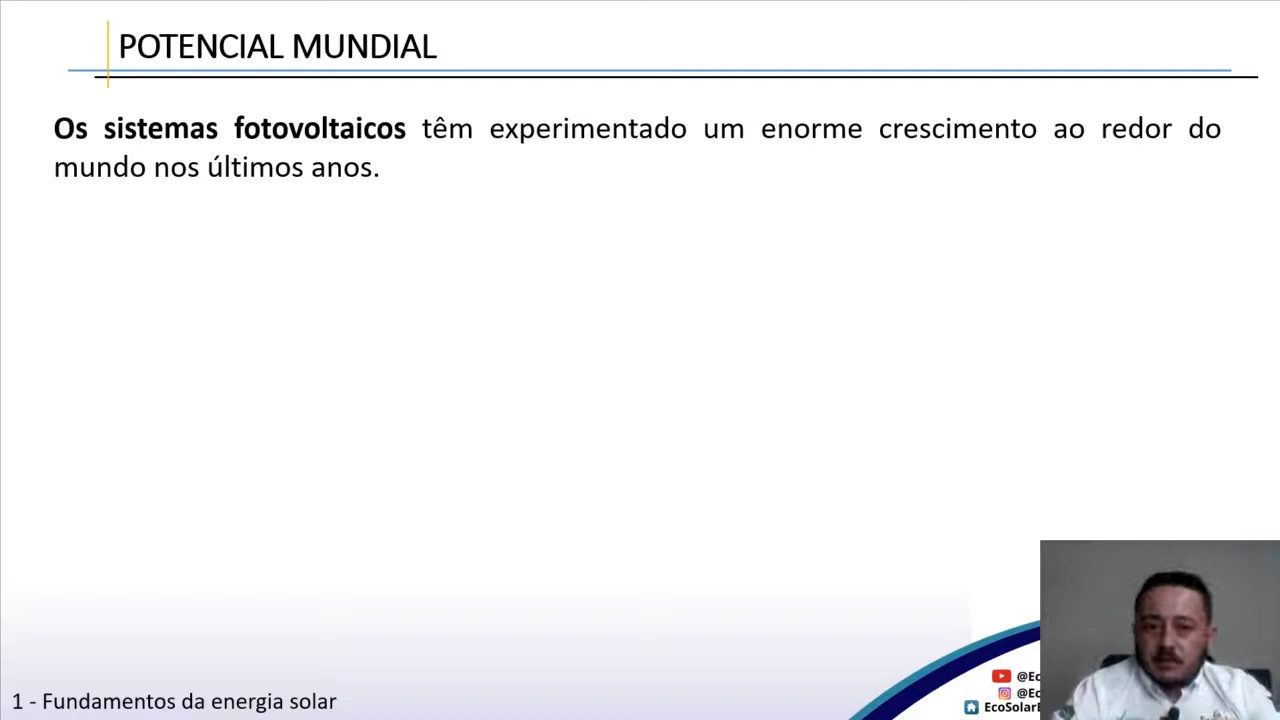 POTENCIAL MUNDIAL
Os sistemas fotovoltaicos têm experimentado um enorme crescimento ao redor do
mundo nos últimos anos.
1 - Fundamentos da energia solar